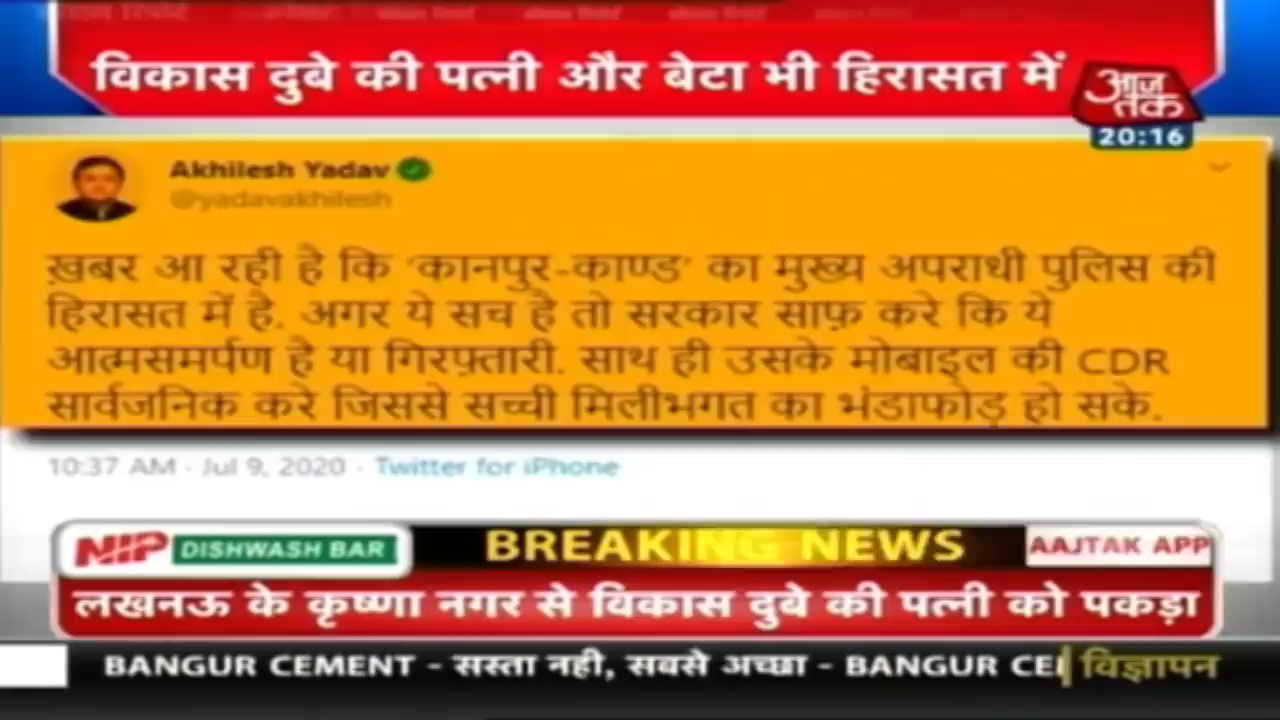 विकास दुबे की पत्नी और बेटा भी हिरासत में
आज
तक
20:16
Akhilesh Yadav
@yadavakhilesh
ख़बर आ रही है कि 'कानपुर-काण्ड' का मुख्य अपराधी पुलिस की
हिरासत में है. अगर ये सच है तो सरकार साफ़ करे कि ये
आत्मसमर्पण है या गिरफ़्तारी. साथ ही उसके मोबाइल की CDR
सार्वजनिक करे जिससे सच्ची मिलीभगत का भंडाफोड़ हो सके.
10:37 AM · Jul 9, 2020 · Twitter for iPhone
NIP DISHWASH BAR
BREAKING NEWS
AAJTAK APP
लखनऊ के कृष्णा नगर से विकास दुबे की पत्नी को पकड़ा
BANGUR CEMENT - सस्ता नही, सबसे अच्छा - BANGUR CE
विज्ञापन